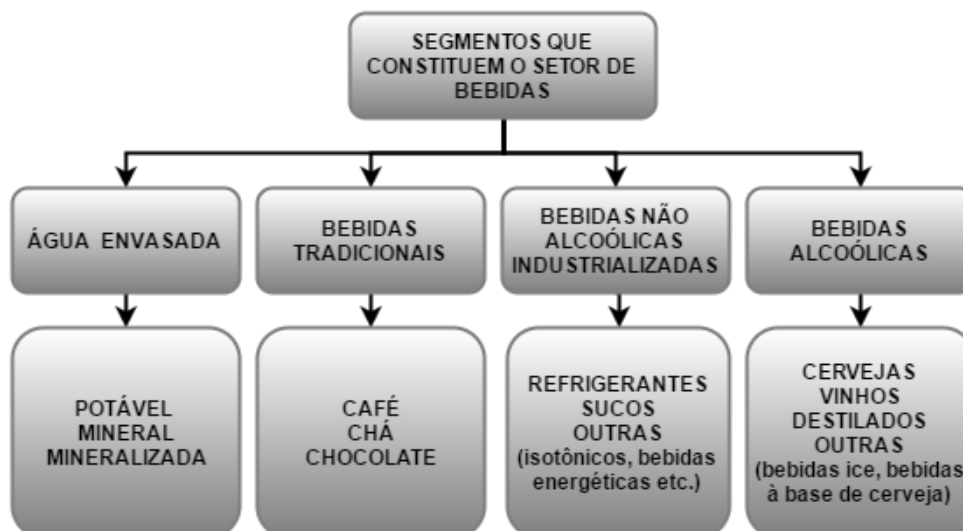 SEGMENTOS QUE
CONSTITUEM O SETOR DE
BEBIDAS
ÁGUA ENVASADA
BEBIDAS
TRADICIONAIS
BEBIDAS NÃO
ALCOÓLICAS
INDUSTRIALIZADAS
BEBIDAS
ALCOÓLICAS
POTÁVEL
MINERAL
MINERALIZADA
CAFÉ
CHÁ
CHOCOLATE
REFRIGERANTES
SUCOS
OUTRAS
(isotônicos, bebidas
energéticas etc.)
CERVEJAS
VINHOS
DESTILADOS
OUTRAS
(bebidas ice, bebidas
à base de cerveja)